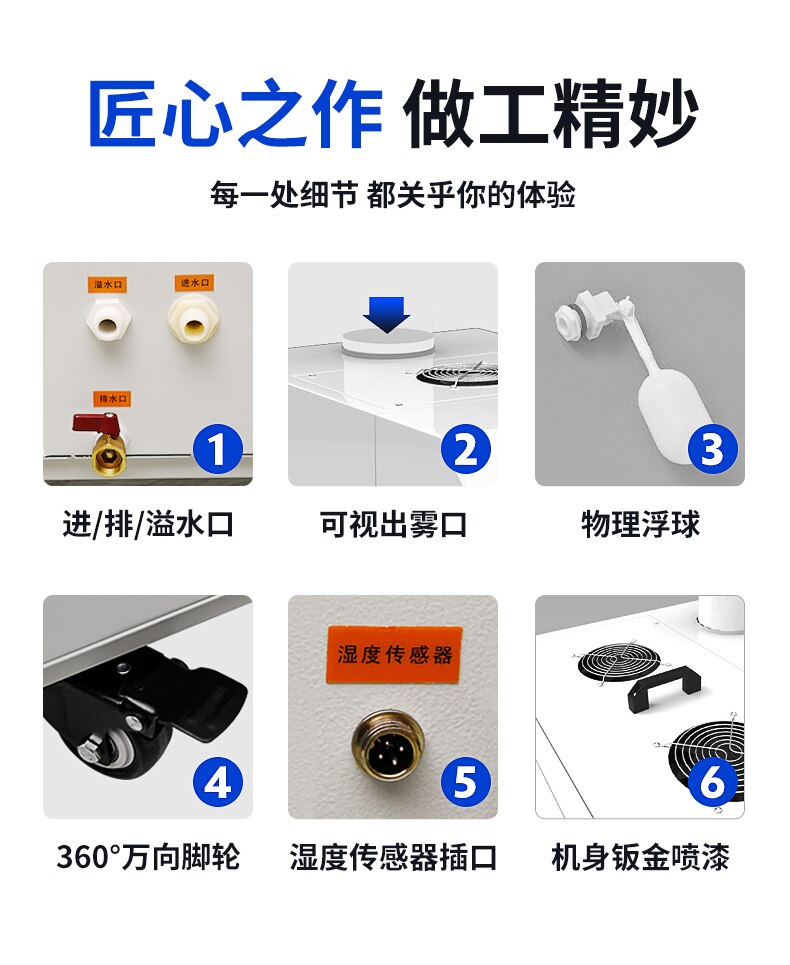 匠心之作 做工精妙
每一处细节 都关乎你的体验
溢水口
进水口
排水口
1
2
3
进/排/溢水口
可视出雾口
物理浮球
湿度传感器
4
5
6
360°万向脚轮
湿度传感器插口
机身钣金喷漆